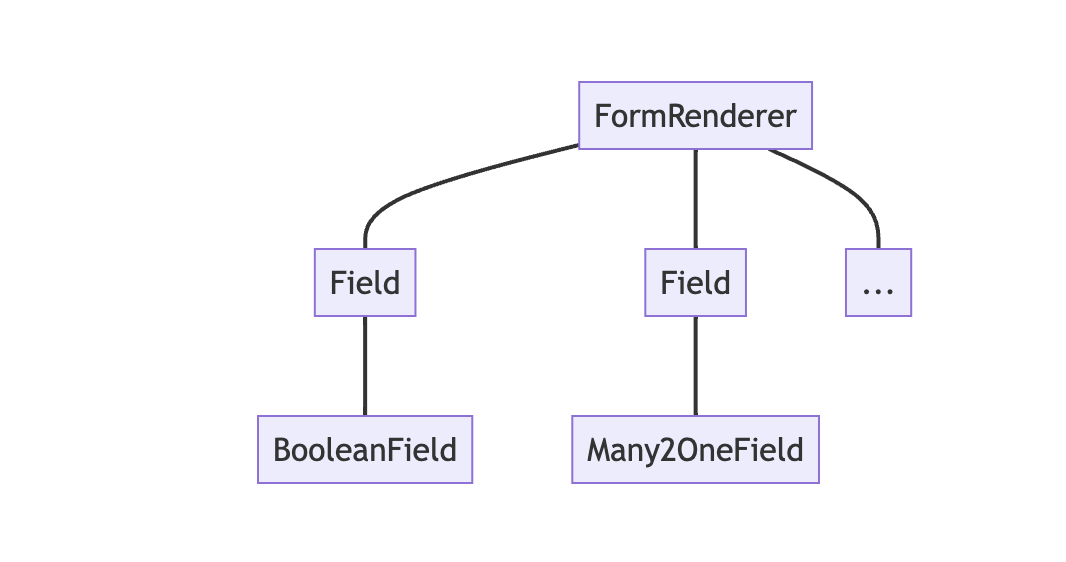 FormRenderer
Field
Field
...
BooleanField
Many2OneField